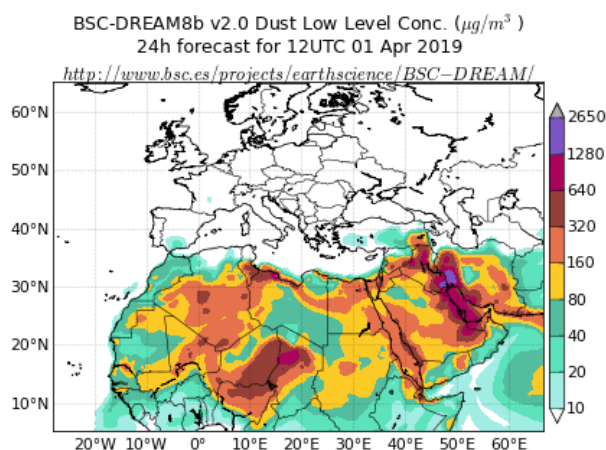 BSC-DREAM8b v2.0 Dust Low Level Conc. (μg/m³ )
24h forecast for 12UTC 01 Apr 2019
http://www.bsc.es/projects/earthscience/BSC−DREAM/
60°N
50°N
40°N
30°N
20°N
10°N
20°W 10°W 0° 10°E 20°E 30°E 40°E 50°E 60°E
2650
1280
640
320
160
80
40
20
10